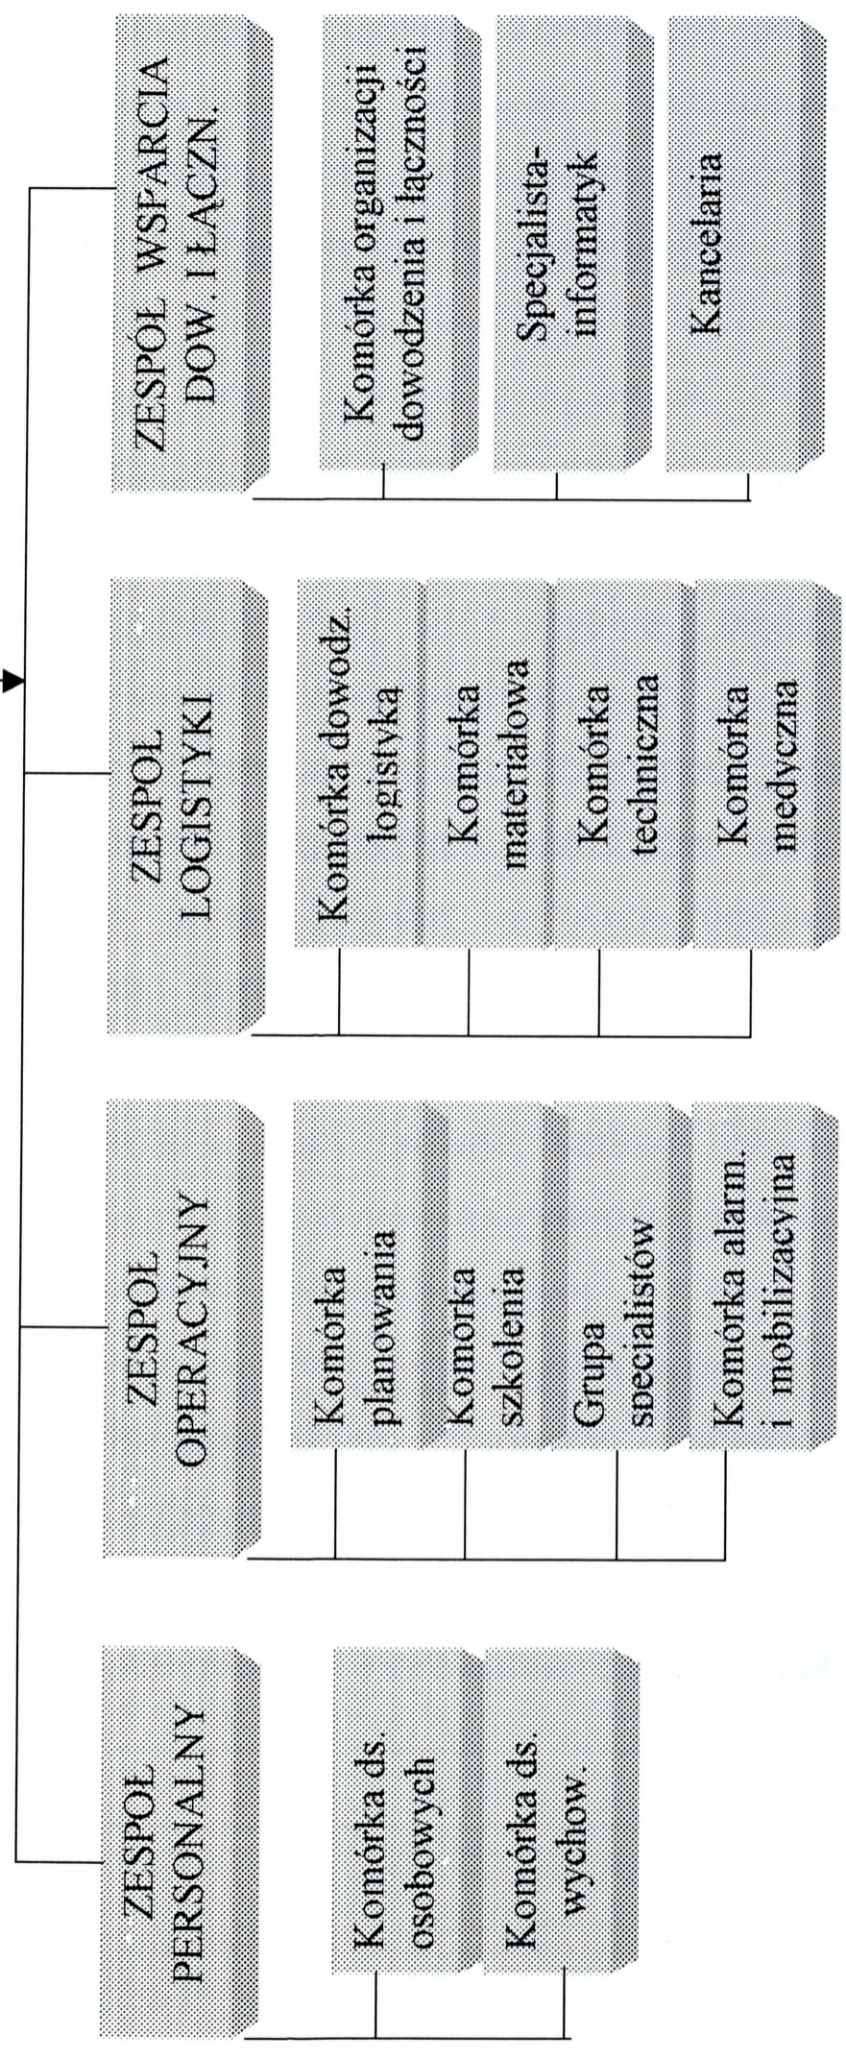 ZESPÓŁ
PERSONALNY
Komórka ds.
osobowych
Komórka ds.
wychow.
ZESPÓŁ
OPERACYJNY
Komórka
planowania
Komórka
szkolenia
Grupa
specjalistów
Komórka alarm.
i mobilizacyjna
ZESPÓŁ
LOGISTYKI
Komórka dowodz.
logistyką
Komórka
materiałowa
Komórka
techniczna
Komórka
medyczna
ZESPÓŁ WSPARCIA
DOW. I ŁĄCZN.
Komórka organizacji
dowodzenia i łączności
Specjalista-
informatyk
Kancelaria